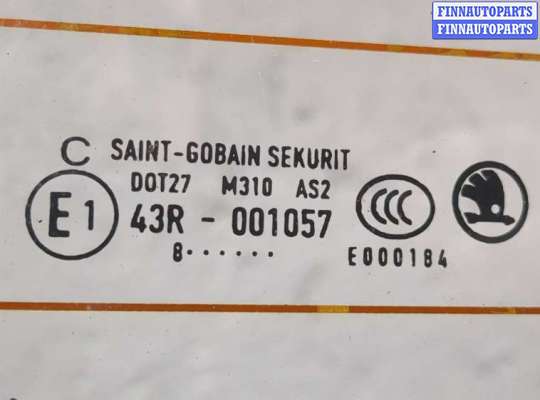 FINNAUTOPARTS
FINNAUTOPARTS
C SAINT-GOBAIN SEKURIT
DOT27 M310 AS2
E1 43R - 001057
CCC
8······
E000184